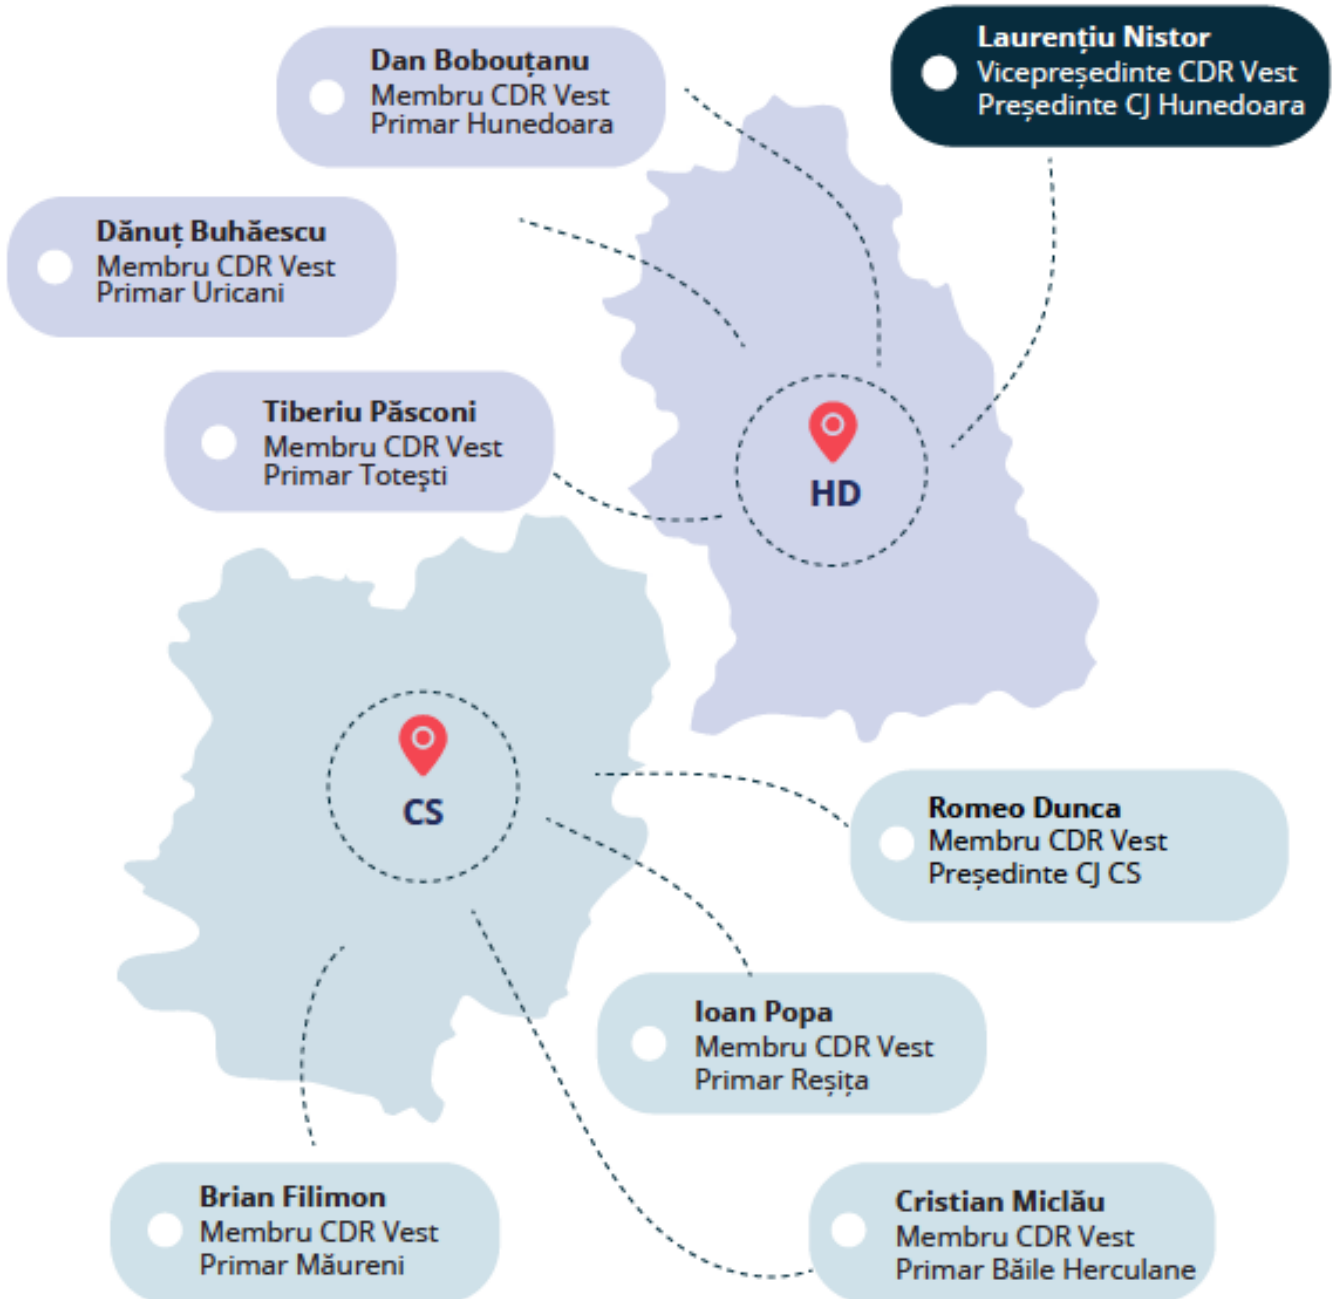 Dan Bobouțanu
Membru CDR Vest
Primar Hunedoara
Laurențiu Nistor
Vicepreședinte CDR Vest
Președinte CJ Hunedoara
Dănuț Buhăescu
Membru CDR Vest
Primar Uricani
Tiberiu Păsconi
Membru CDR Vest
Primar Toteşti
HD
CS
Romeo Dunca
Membru CDR Vest
Președinte CJ CS
Ioan Popa
Membru CDR Vest
Primar Reșița
Brian Filimon
Membru CDR Vest
Primar Măureni
Cristian Miclău
Membru CDR Vest
Primar Băile Herculane